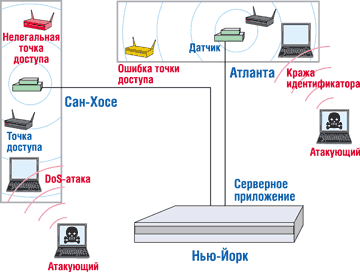 Нелегальная
точка
доступа
Сан-Хосе
Точка
доступа
DoS-атака
Атакующий
Датчик
Ошибка точки
доступа
Атланта
Кража
идентификатора
Атакующий
Серверное
приложение
Нью-Йорк